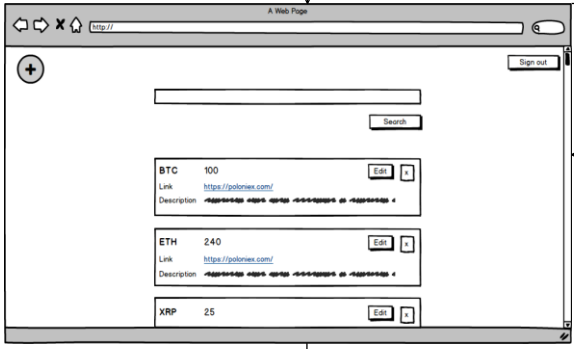 A Web Page
http://
Sign out
Search
BTC 100 Edit x
Link https://poloniex.com/
Description
ETH 240 Edit x
Link https://poloniex.com/
Description
XRP 25 Edit x